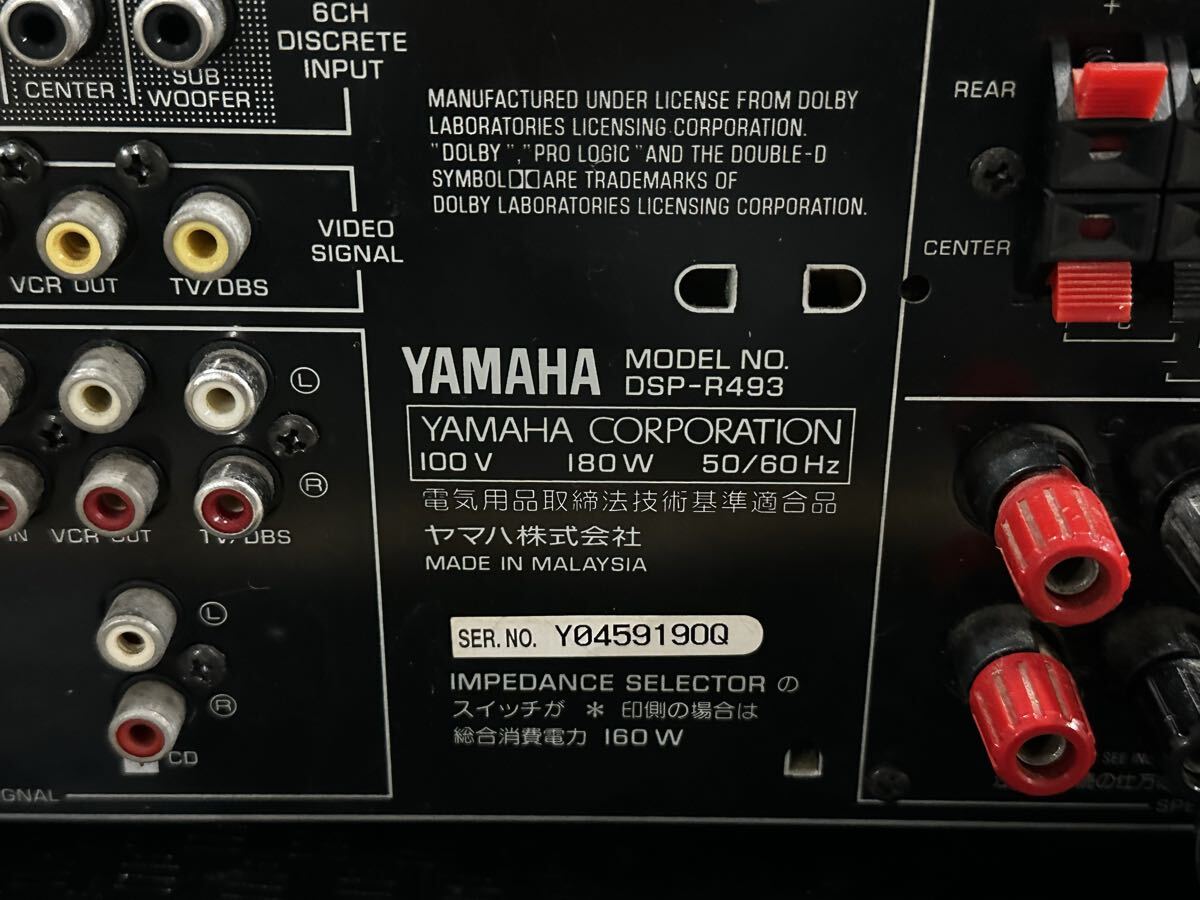 6CH
DISCRETE
INPUT
CENTER
SUB
WOOFER
MANUFACTURED UNDER LICENSE FROM DOLBY
LABORATORIES LICENSING CORPORATION.
"DOLBY", "PRO LOGIC" AND THE DOUBLE-D
SYMBOL ARE TRADEMARKS OF
DOLBY LABORATORIES LICENSING CORPORATION.
+
REAR
CENTER
VIDEO
SIGNAL
VCR OUT
TV/DBS
YAMAHA
MODEL NO.
DSP-R493
YAMAHA CORPORATION
100V 180W 50/60Hz
電気用品取締法技術基準適合品
ヤマハ株式会社
MADE IN MALAYSIA
L
R
IN
VCR OUT
TV/DBS
L
R
CD
SER. NO. Y0459190Q
IMPEDANCE SELECTOR の
スイッチが * 印側の場合は
総合消費電力 160W